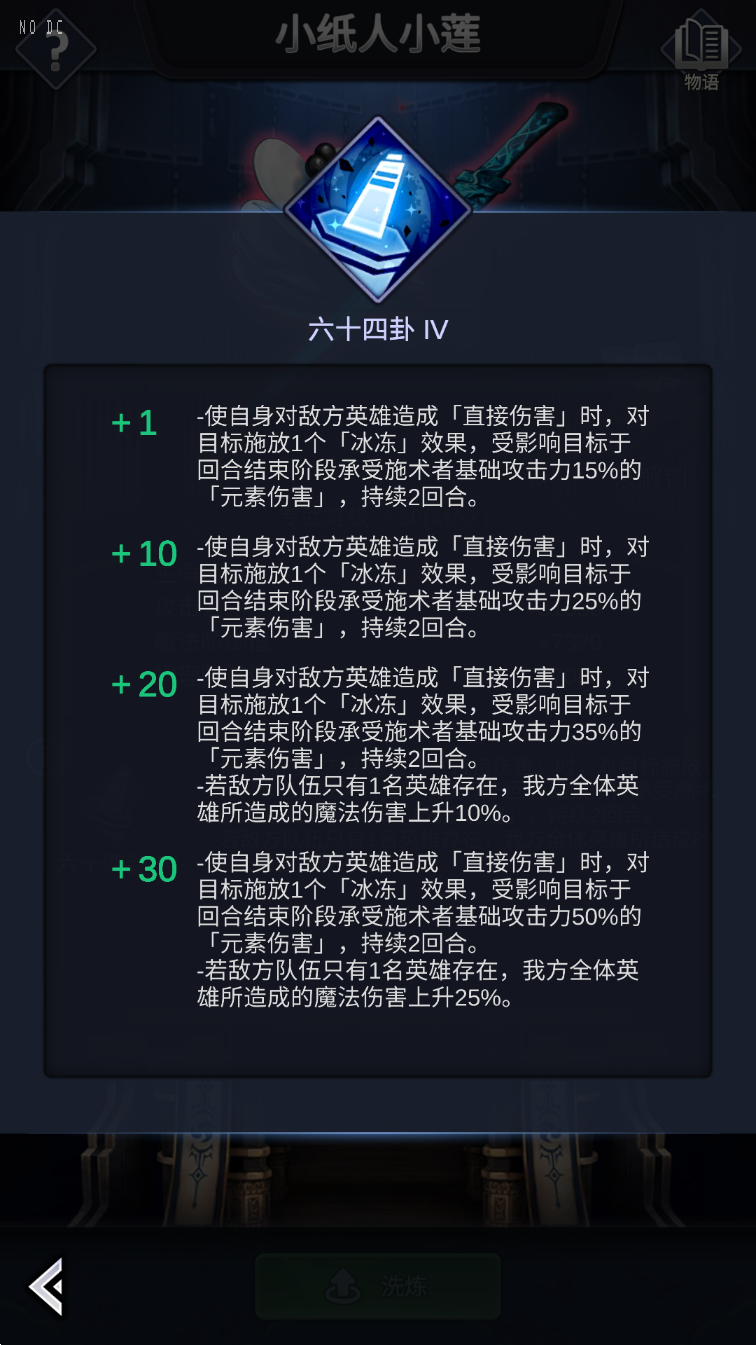 NO DC
小纸人小莲
物语
六十四卦 IV
+1
-使自身对敌方英雄造成「直接伤害」时，对
目标施放1个「冰冻」效果，受影响目标于
回合结束阶段承受施术者基础攻击力15%的
「元素伤害」，持续2回合。
+10
-使自身对敌方英雄造成「直接伤害」时，对
目标施放1个「冰冻」效果，受影响目标于
回合结束阶段承受施术者基础攻击力25%的
「元素伤害」，持续2回合。
+20
-使自身对敌方英雄造成「直接伤害」时，对
目标施放1个「冰冻」效果，受影响目标于
回合结束阶段承受施术者基础攻击力35%的
「元素伤害」，持续2回合。
-若敌方队伍只有1名英雄存在，我方全体英
雄所造成的魔法伤害上升10%。
+30
-使自身对敌方英雄造成「直接伤害」时，对
目标施放1个「冰冻」效果，受影响目标于
回合结束阶段承受施术者基础攻击力50%的
「元素伤害」，持续2回合。
-若敌方队伍只有1名英雄存在，我方全体英
雄所造成的魔法伤害上升25%。
洗炼